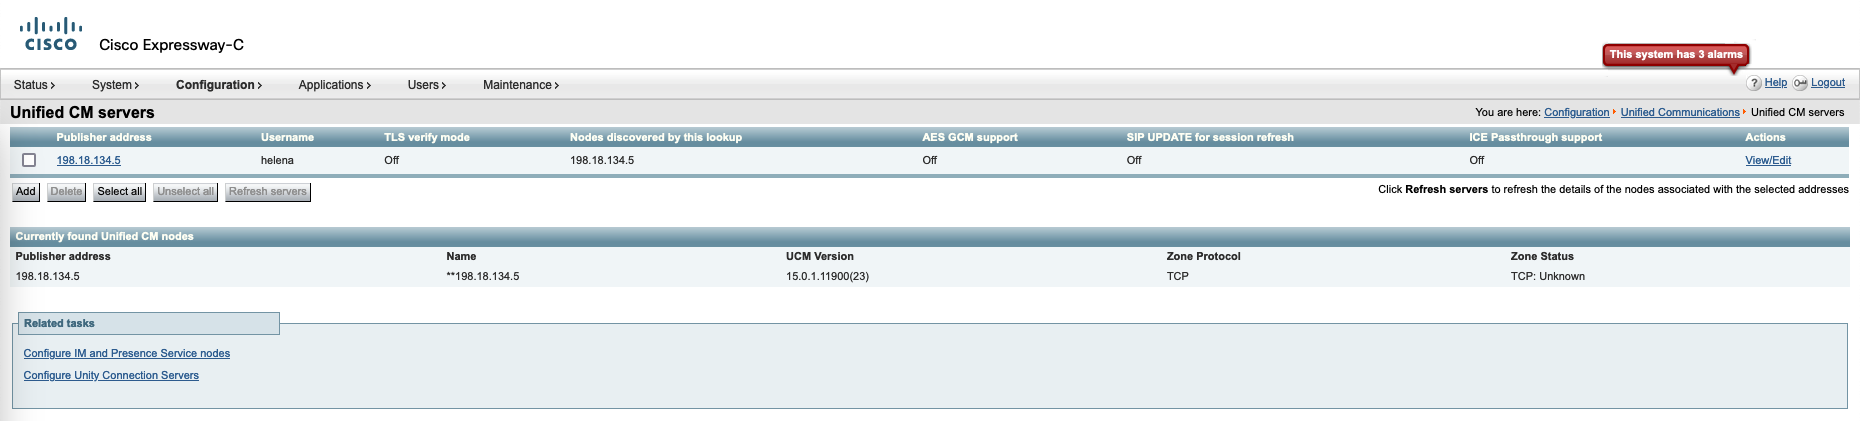 CISCO Cisco Expressway-C
This system has 3 alarms
Status > System > Configuration > Applications > Users > Maintenance > ? Help Logout
Unified CM servers You are here: Configuration Unified Communications Unified CM servers
Publisher address Username TLS verify mode Nodes discovered by this lookup AES GCM support SIP UPDATE for session refresh ICE Passthrough support Actions
198.18.134.5 helena Off 198.18.134.5 Off Off Off View/Edit
Add Delete Select all Unselect all Refresh servers Click Refresh servers to refresh the details of the nodes associated with the selected addresses
Currently found Unified CM nodes
Publisher address Name UCM Version Zone Protocol Zone Status
198.18.134.5 **198.18.134.5 15.0.1.11900(23) TCP TCP: Unknown
Related tasks
Configure IM and Presence Service nodes
Configure Unity Connection Servers